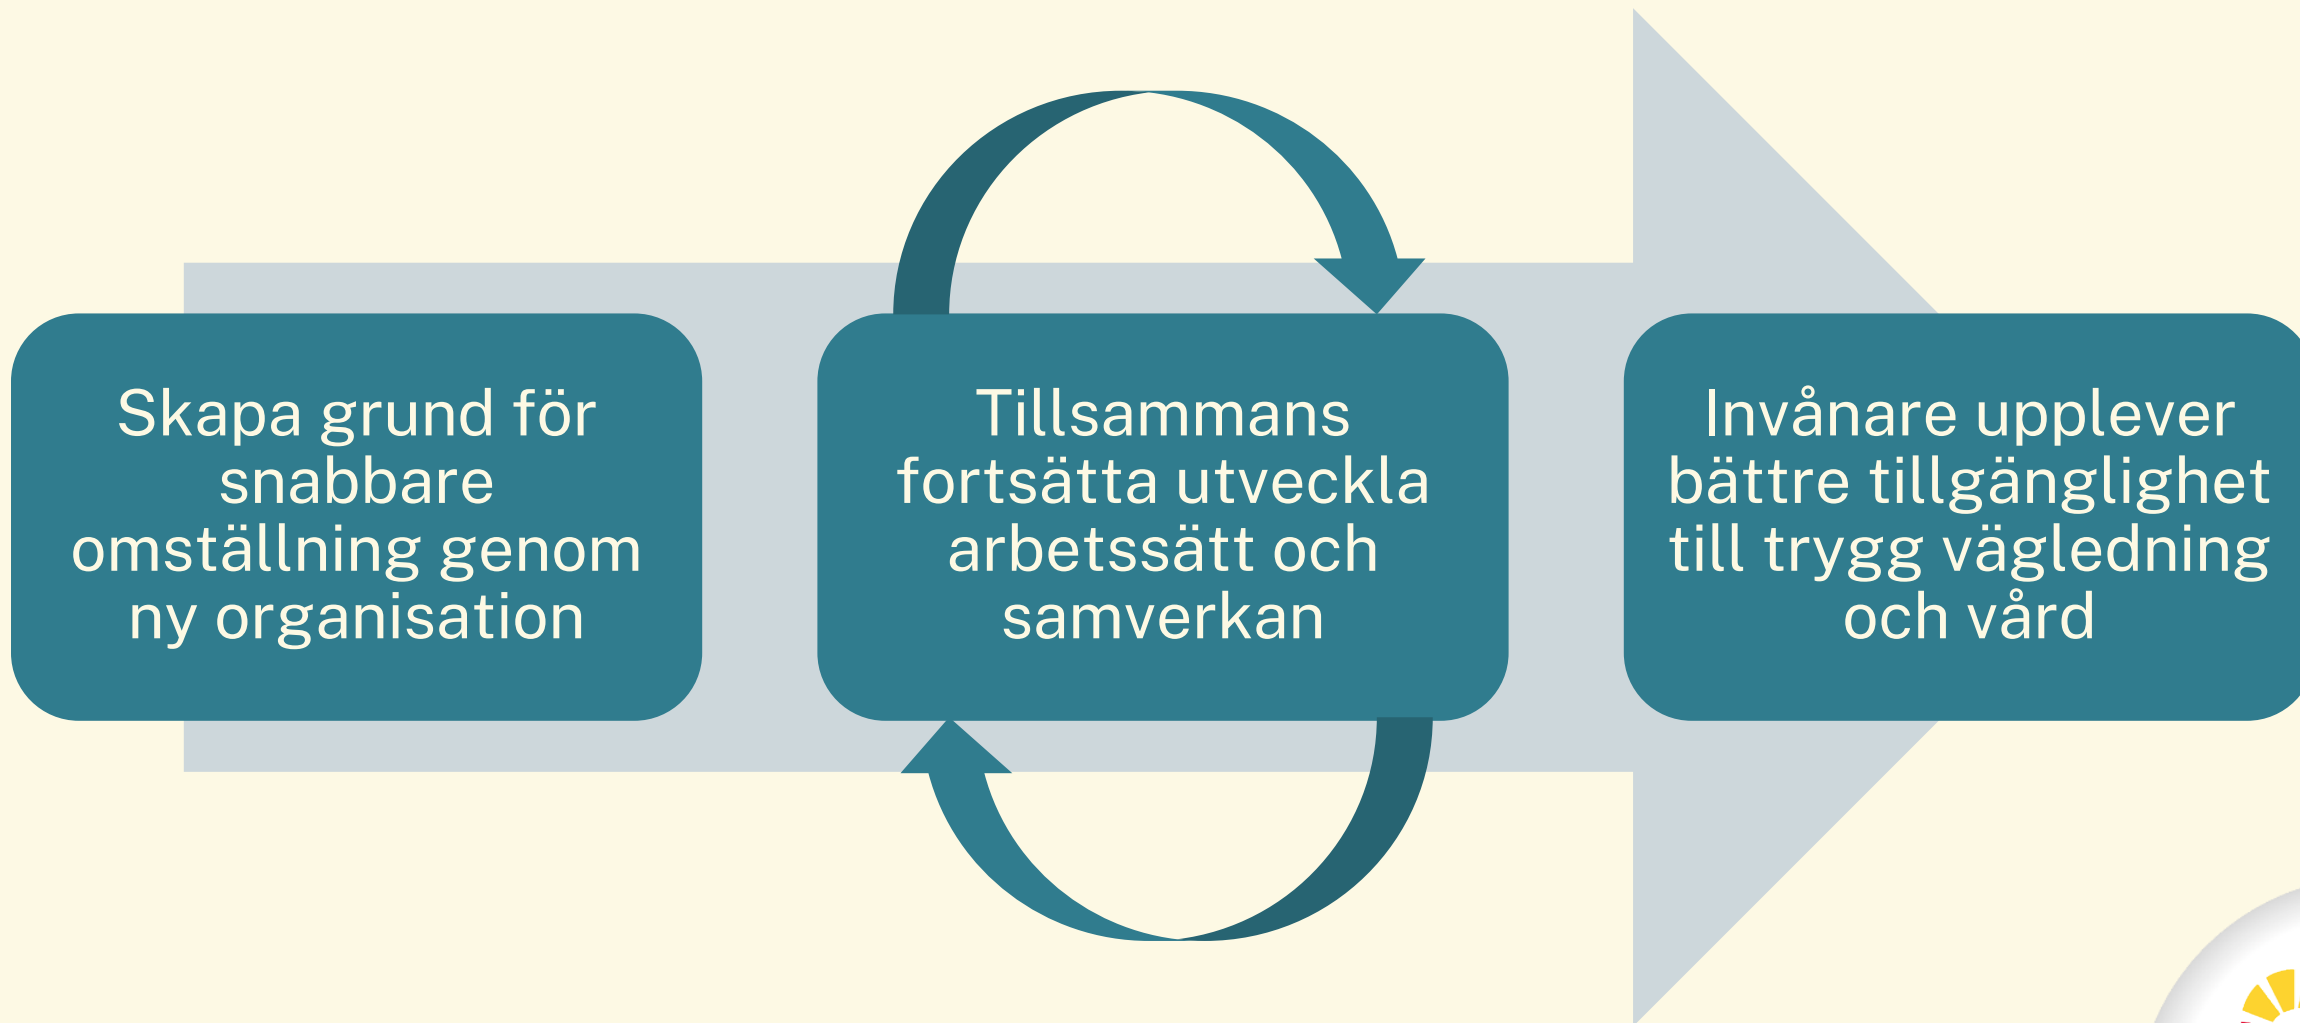 Skapa grund för
snabbare
omställning genom
ny organisation
Tillsammans
fortsätta utveckla
arbetssätt och
samverkan
Invånare upplever
bättre tillgänglighet
till trygg vägledning
och vård